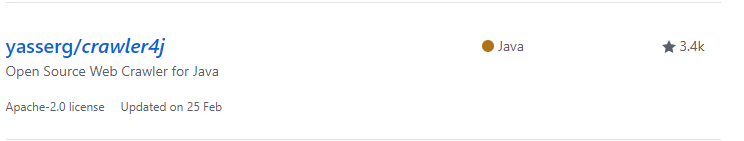 yasserg/crawler4j Java 3.4k
Open Source Web Crawler for Java
Apache-2.0 license Updated on 25 Feb